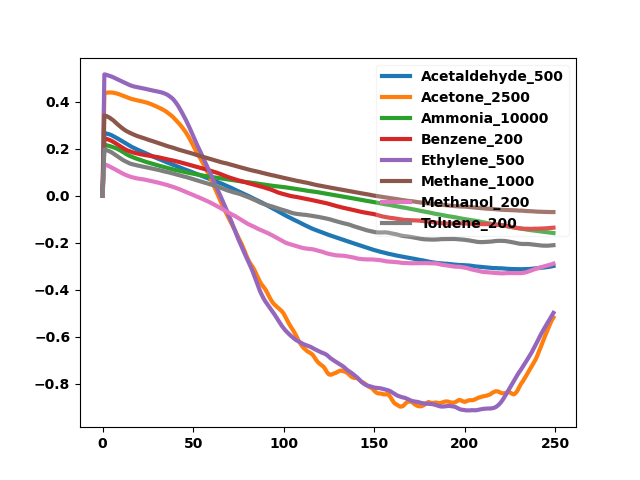 Acetaldehyde_500
Acetone_2500
Ammonia_10000
Benzene_200
Ethylene_500
Methane_1000
Methanol_200
Toluene_200
0.4
0.2
0.0
−0.2
−0.4
−0.6
−0.8
0 50 100 150 200 250